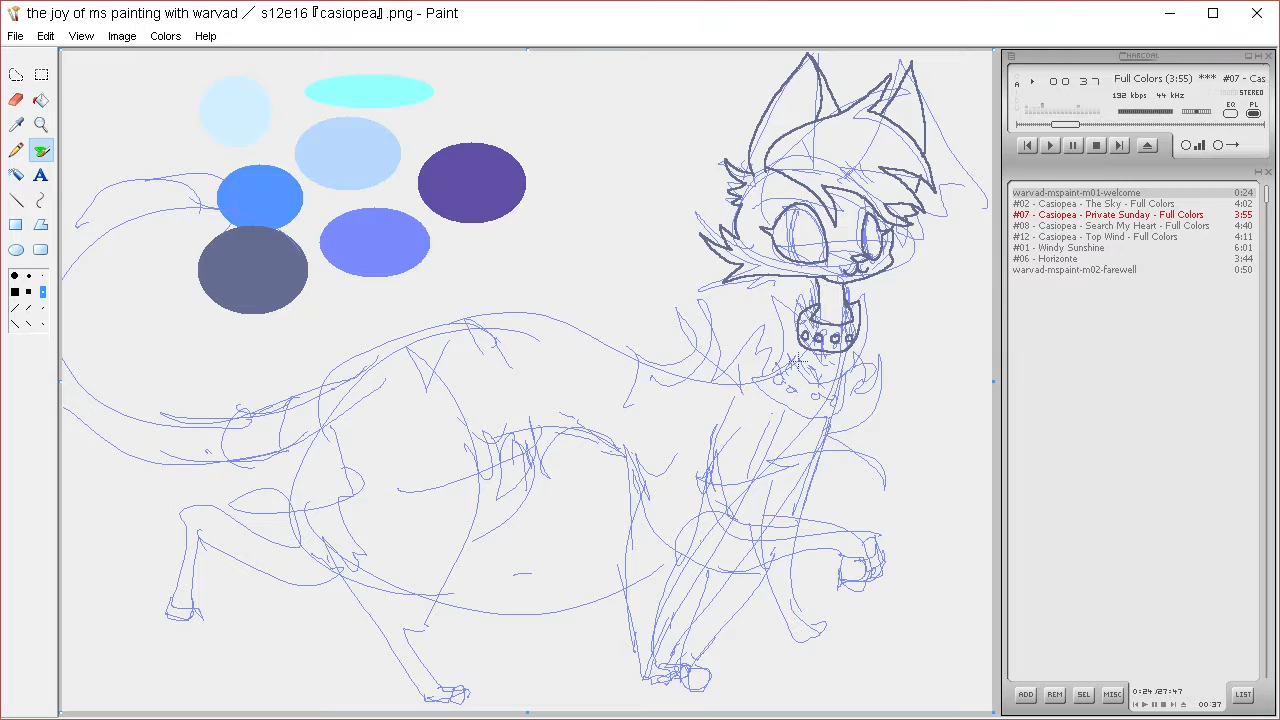 the joy of ms painting with warvad ／ s12e16『casiopea』.png - Paint
File Edit View Image Colors Help
CHARCOAL
00 37
Full Colors (3:55) *** #07 - Cas
192 kbps 44 kHz
STEREO
EQ PL
warvad-mspaint-m01-welcome 0:24
#02 - Casiopea - The Sky - Full Colors 4:02
#07 - Casiopea - Private Sunday - Full Colors 3:55
#08 - Casiopea - Search My Heart - Full Colors 4:40
#12 - Casiopea - Top Wind - Full Colors 4:11
#01 - Windy Sunshine 6:01
#06 - Horizonte 3:44
warvad-mspaint-m02-farewell 0:50
ADD REM SEL MISC 0:24/27:47 LIST
00:37